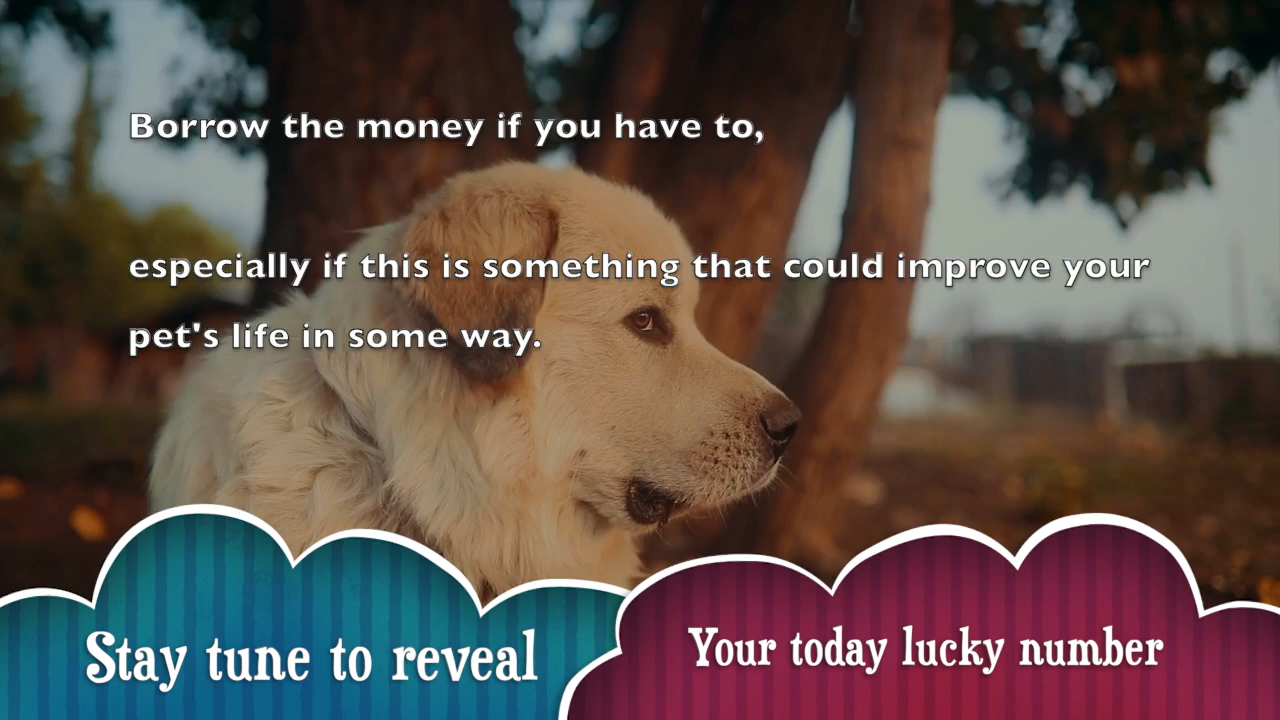 Borrow the money if you have to,
especially if this is something that could improve your
pet's life in some way.
Stay tune to reveal
Your today lucky number